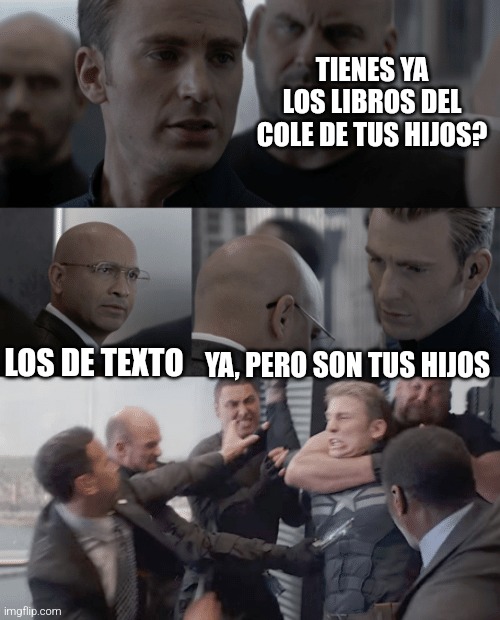 TIENES YA
LOS LIBROS DEL
COLE DE TUS HIJOS?
LOS DE TEXTO
YA, PERO SON TUS HIJOS
imgflip.com